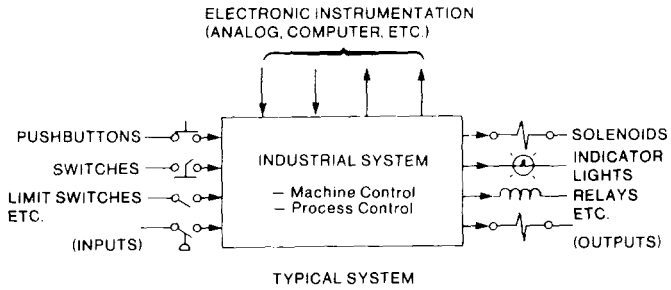 ELECTRONIC INSTRUMENTATION
(ANALOG, COMPUTER, ETC.)
PUSHBUTTONS
SWITCHES
LIMIT SWITCHES
ETC.
(INPUTS)
INDUSTRIAL SYSTEM
— Machine Control
— Process Control
SOLENOIDS
INDICATOR
LIGHTS
RELAYS
ETC.
(OUTPUTS)
TYPICAL SYSTEM